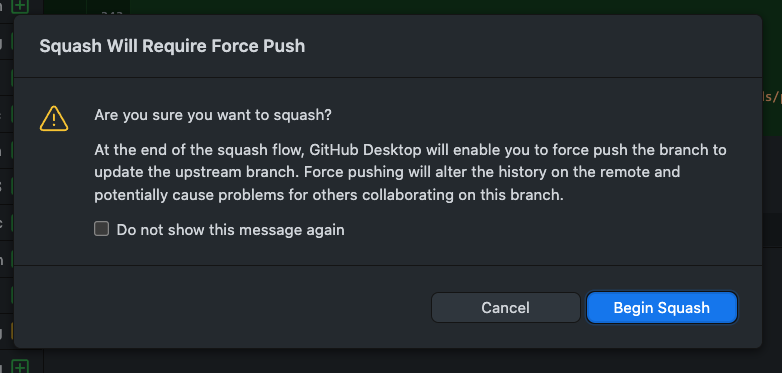 Squash Will Require Force Push
Are you sure you want to squash?
At the end of the squash flow, GitHub Desktop will enable you to force push the branch to
update the upstream branch. Force pushing will alter the history on the remote and
potentially cause problems for others collaborating on this branch.
Do not show this message again
Cancel
Begin Squash